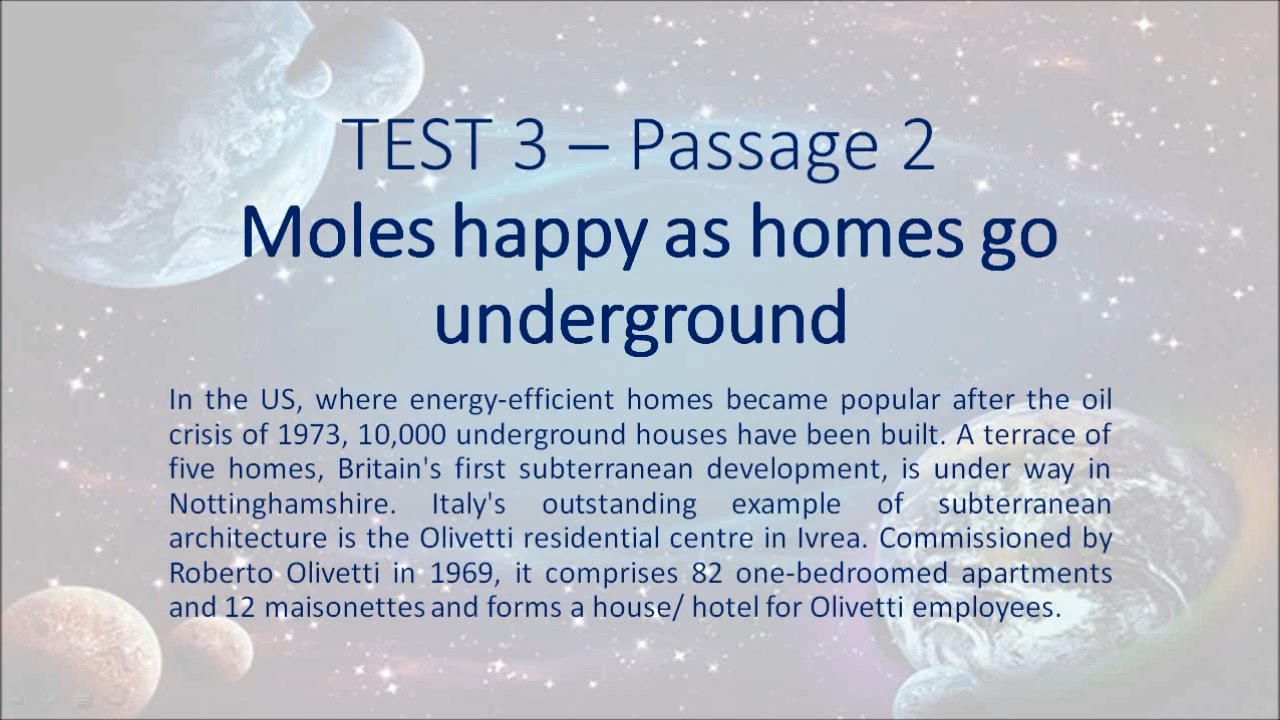 TEST 3 – Passage 2
Moles happy as homes go
underground
In the US, where energy-efficient homes became popular after the oil
crisis of 1973, 10,000 underground houses have been built. A terrace of
five homes, Britain's first subterranean development, is under way in
Nottinghamshire. Italy's outstanding example of subterranean
architecture is the Olivetti residential centre in Ivrea. Commissioned by
Roberto Olivetti in 1969, it comprises 82 one-bedroomed apartments
and 12 maisonettes and forms a house/ hotel for Olivetti employees.